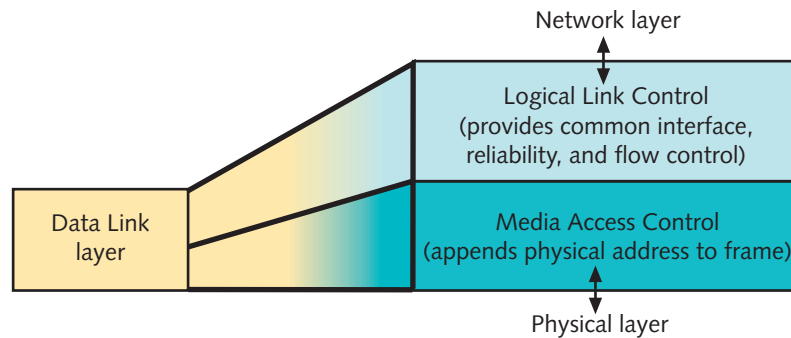 Network layer
Logical Link Control
(provides common interface,
reliability, and flow control)
Data Link
layer
Media Access Control
(appends physical address to frame)
Physical layer